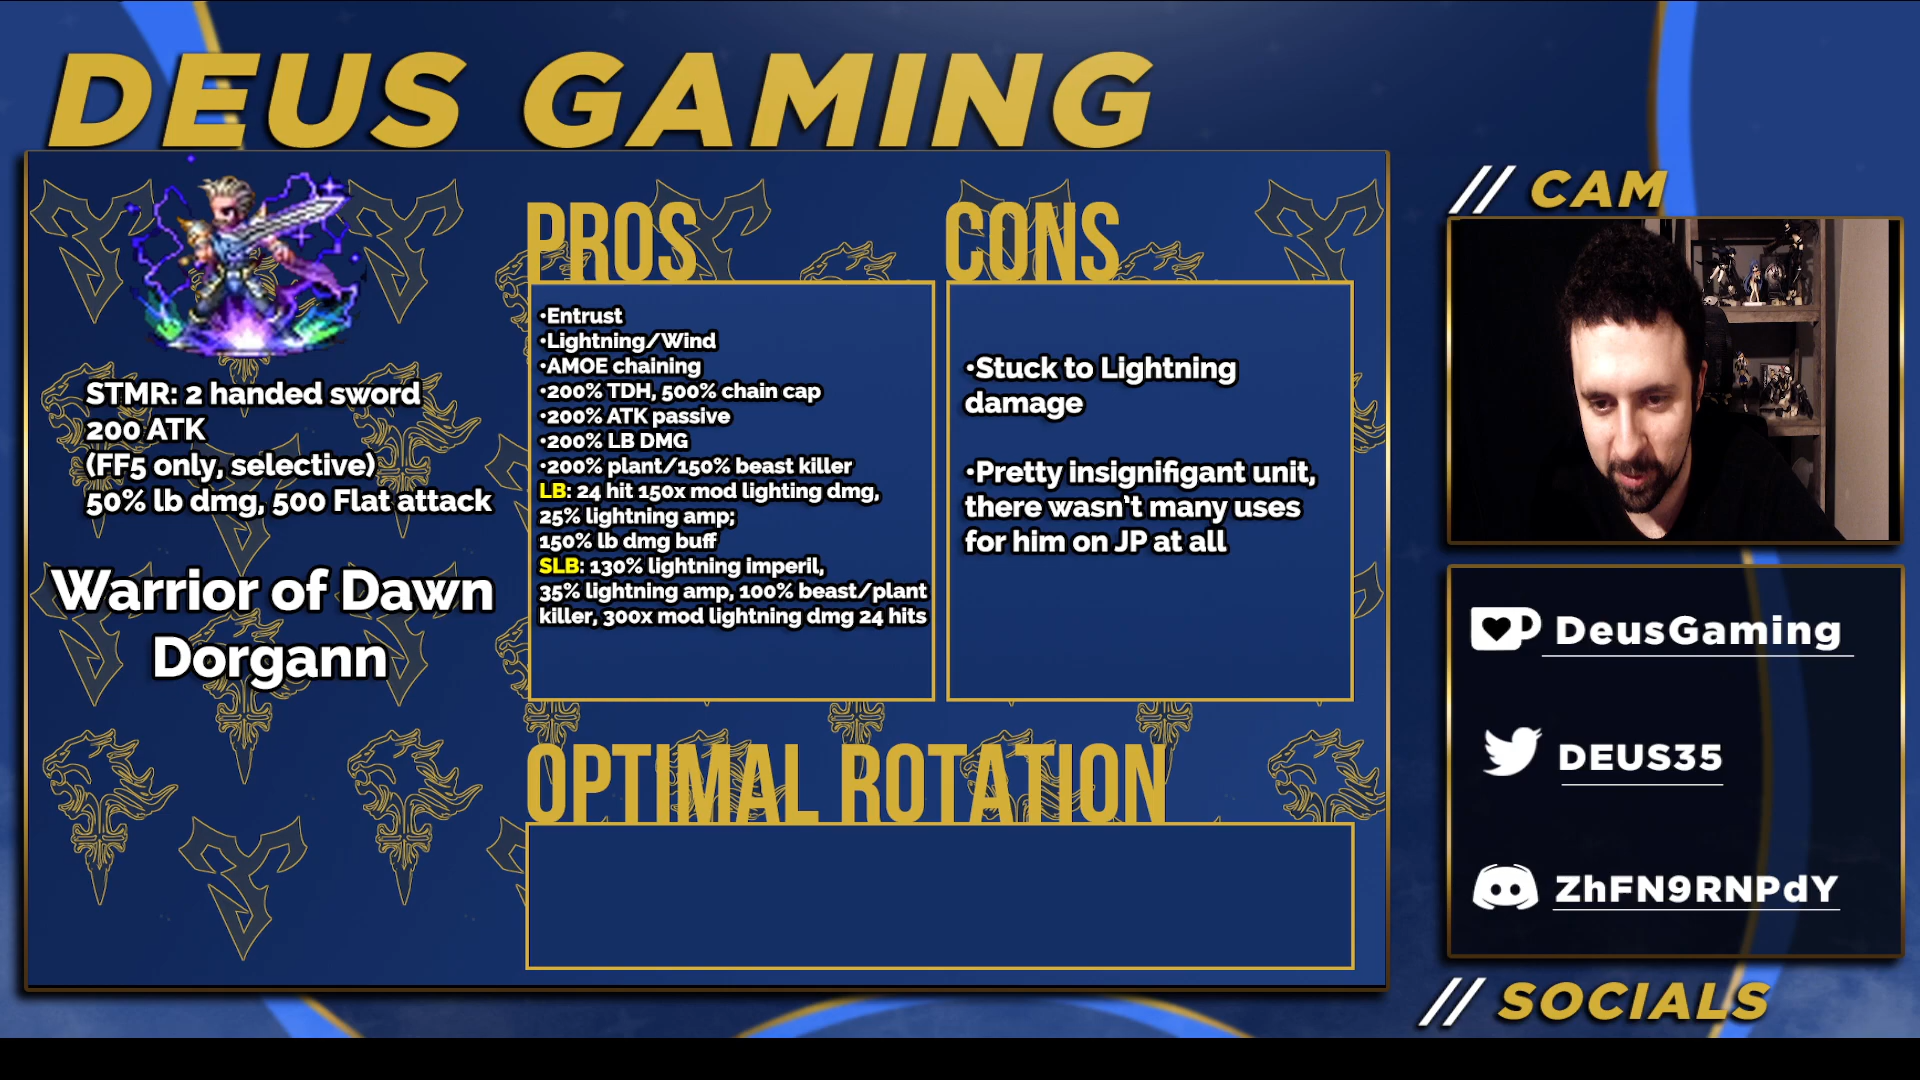 DEUS GAMING
STMR: 2 handed sword
200 ATK
(FF5 only, selective)
50% lb dmg, 500 Flat attack
Warrior of Dawn
Dorgann
PROS
•Entrust
•Lightning/Wind
•AMOE chaining
•200% TDH, 500% chain cap
•200% ATK passive
•200% LB DMG
•200% plant/150% beast killer
LB: 24 hit 150x mod lighting dmg,
25% lightning amp;
150% lb dmg buff
SLB: 130% lightning imperil,
35% lightning amp, 100% beast/plant
killer, 300x mod lightning dmg 24 hits
CONS
•Stuck to Lightning
damage
•Pretty insignifigant unit,
there wasn't many uses
for him on JP at all
OPTIMAL ROTATION
// CAM
DeusGaming
DEUS35
ZhFN9RNPdY
// SOCIALS